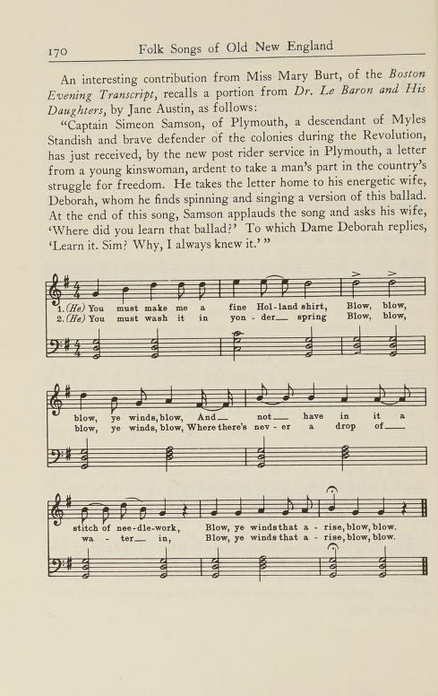 170 Folk Songs of Old New England
An interesting contribution from Miss Mary Burt, of the Boston
Evening Transcript, recalls a portion from Dr. Le Baron and His
Daughters, by Jane Austin, as follows:
"Captain Simeon Samson, of Plymouth, a descendant of Myles
Standish and brave defender of the colonies during the Revolution,
has just received, by the new post rider service in Plymouth, a letter
from a young kinswoman, ardent to take a man's part in the country's
struggle for freedom. He takes the letter home to his energetic wife,
Deborah, whom he finds spinning and singing a version of this ballad.
At the end of this song, Samson applauds the song and asks his wife,
'Where did you learn that ballad?' To which Dame Deborah replies,
'Learn it. Sim? Why, I always knew it.'"
1. (He) You must make me a fine Hol-land shirt, Blow, blow,
2. (He) You must wash it in yon - der spring Blow, blow,
blow, ye winds, blow, And not have in it a
blow, ye winds, blow, Where there's nev - er a drop of
stitch of nee-dle-work, Blow, ye winds that a - rise, blow, blow.
wa - ter in, Blow, ye winds that a - rise, blow, blow.